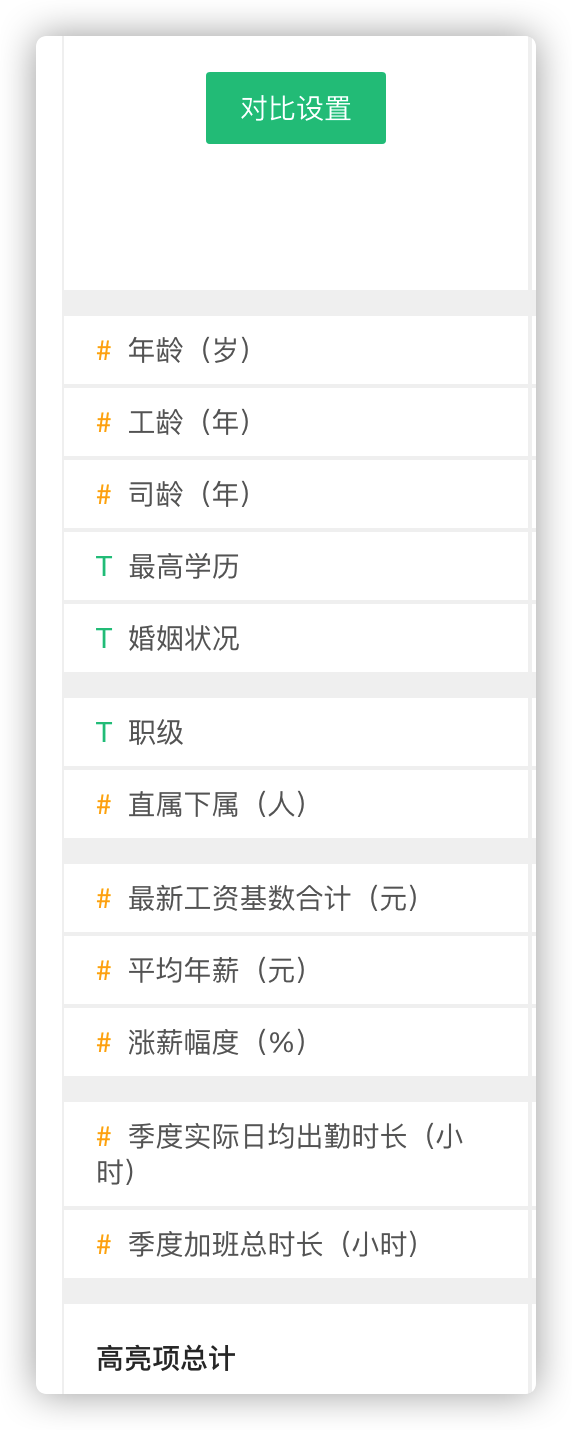 对比设置
# 年龄（岁）
# 工龄（年）
# 司龄（年）
T 最高学历
T 婚姻状况
T 职级
# 直属下属（人）
# 最新工资基数合计（元）
# 平均年薪（元）
# 涨薪幅度（%）
# 季度实际日均出勤时长（小
时）
# 季度加班总时长（小时）
高亮项总计